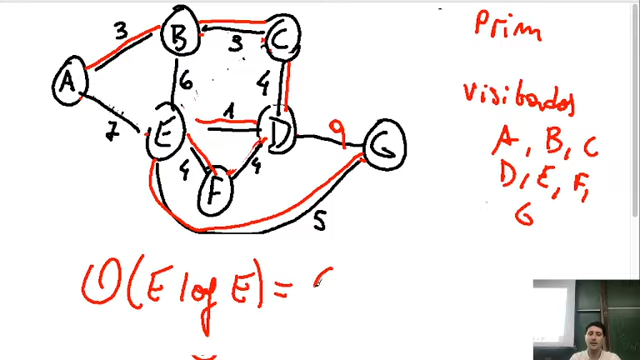 Prim
3 B 3 C
A 6 4
7 E 1 D 9 G
4 F 4
5
visitados
A, B, C
D, E, F,
G
O(E log E) =